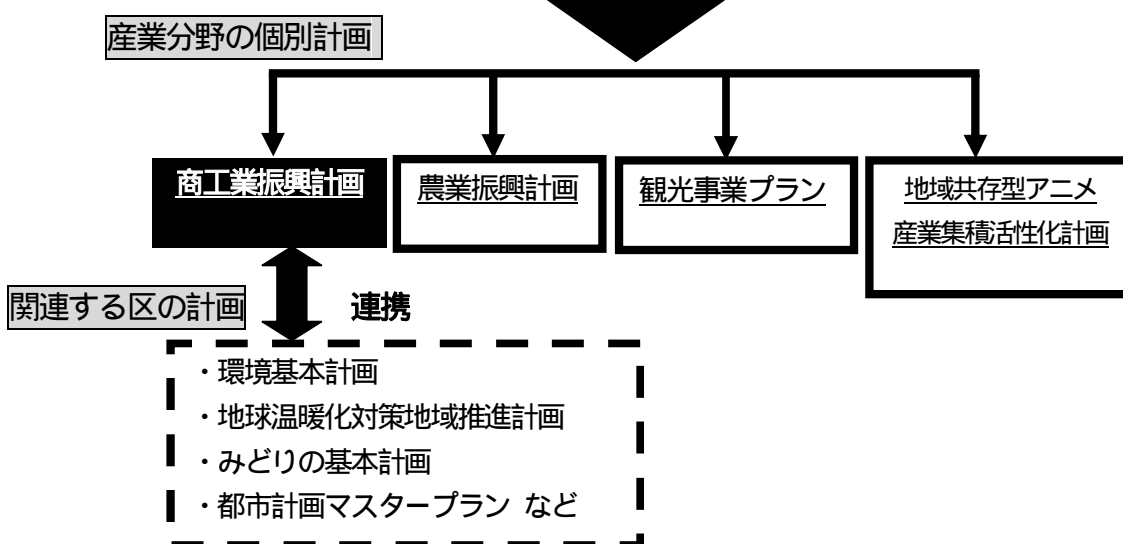 産業分野の個別計画
商工業振興計画
農業振興計画
観光事業プラン
地域共存型アニメ
産業集積活性化計画
関連する区の計画
連携
・環境基本計画
・地球温暖化対策地域推進計画
・みどりの基本計画
・都市計画マスタープラン など